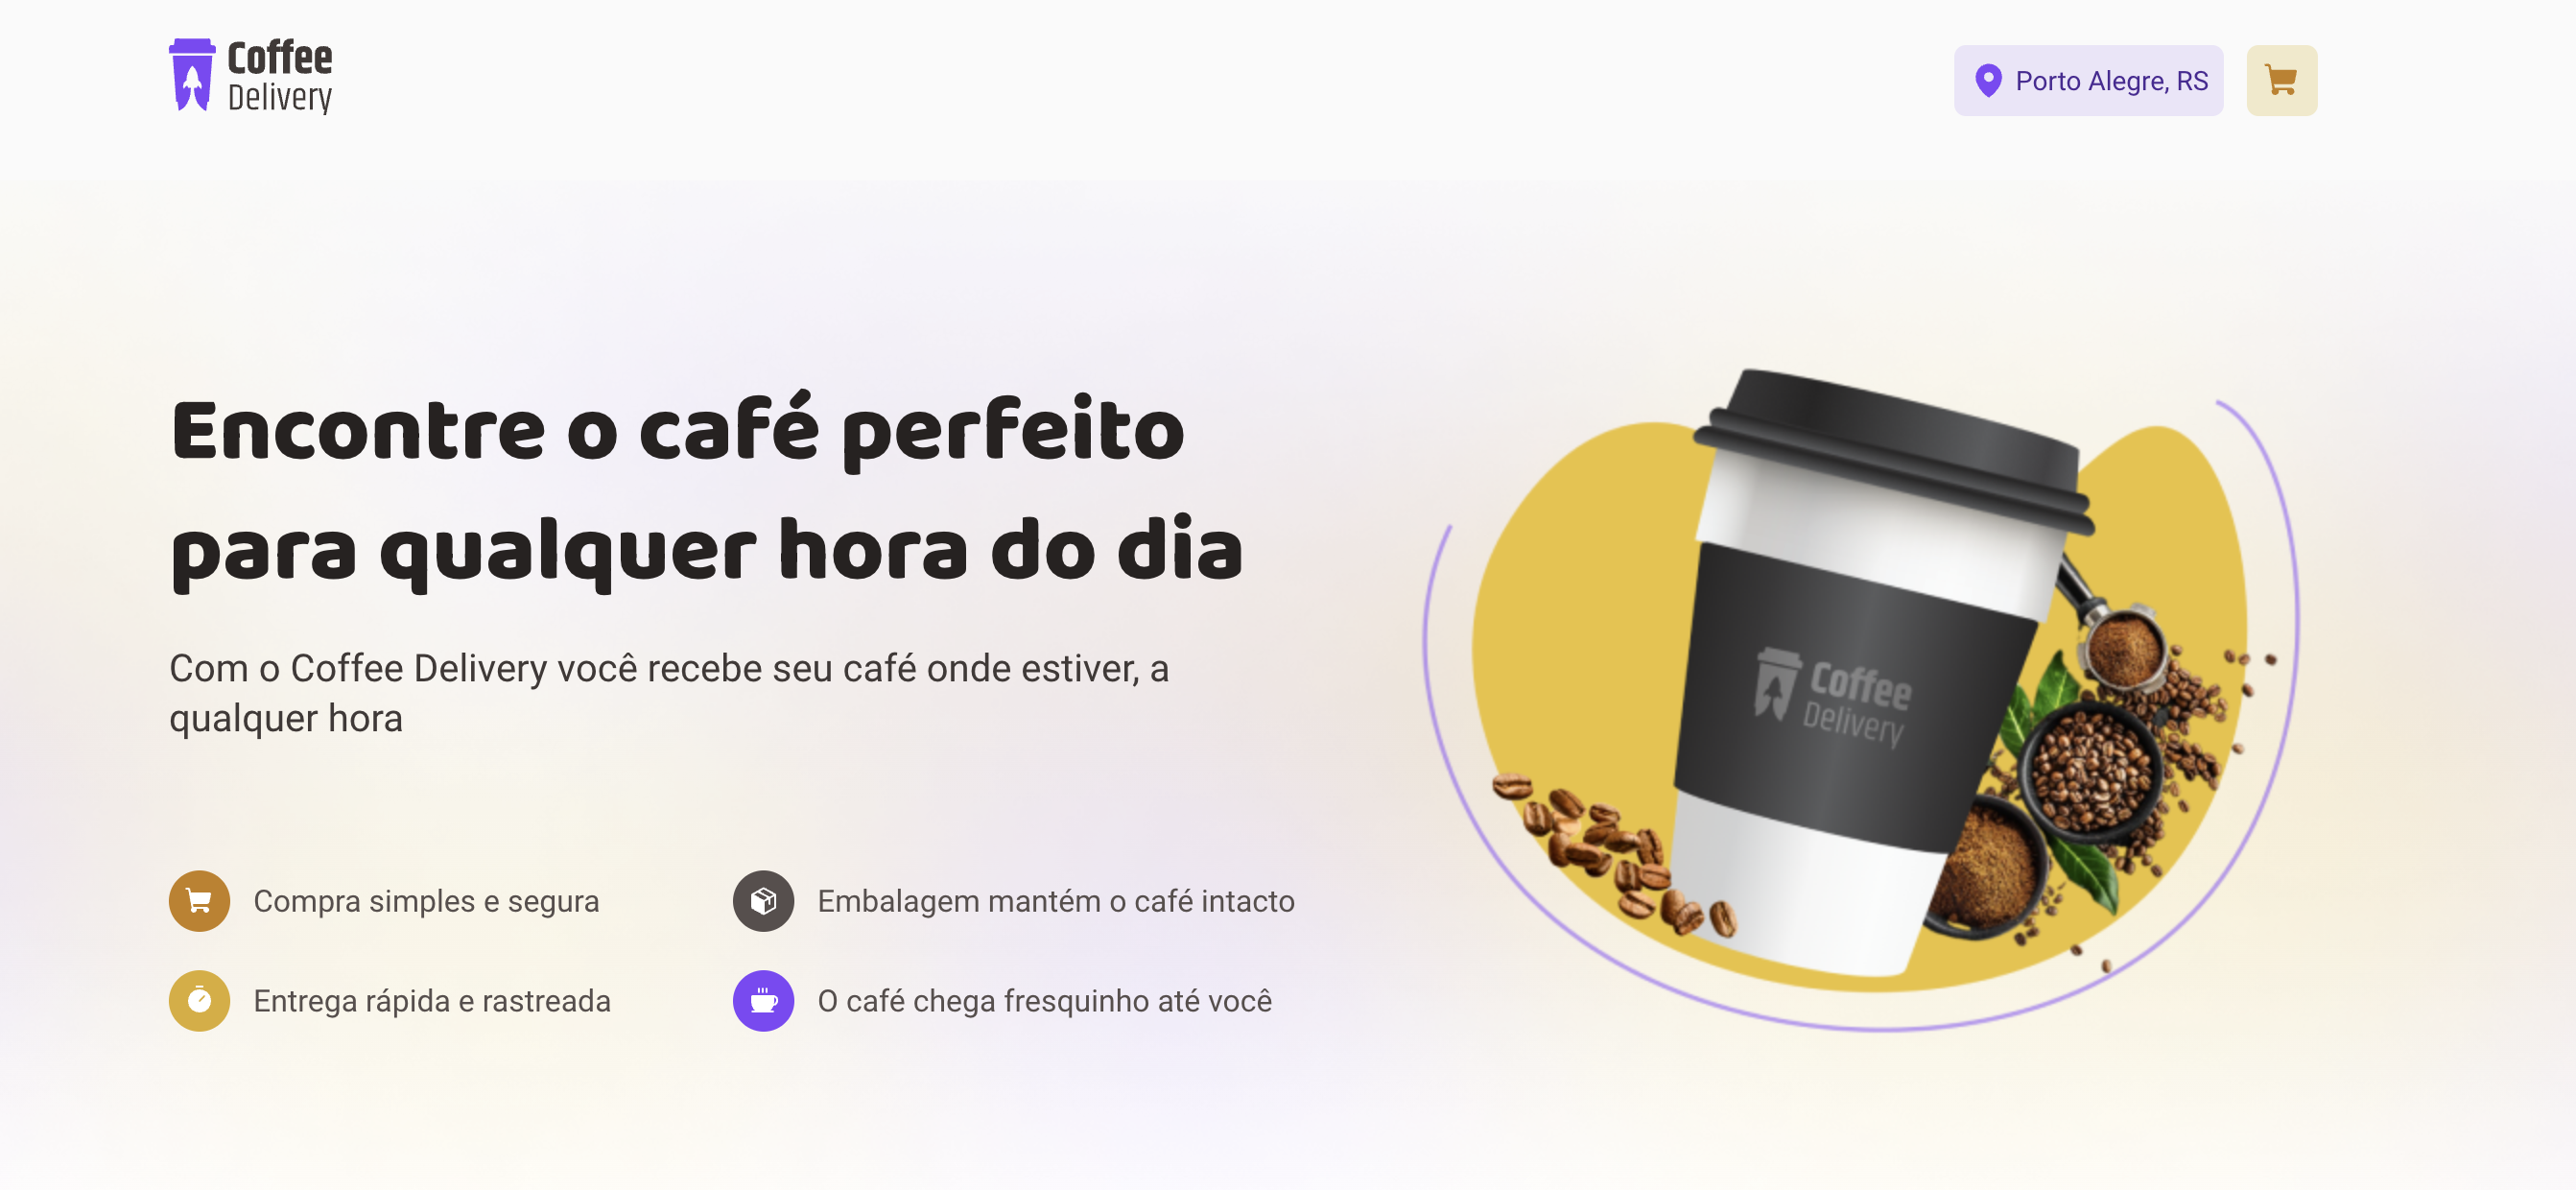 Coffee
Delivery
Porto Alegre, RS
Encontre o café perfeito
para qualquer hora do dia
Com o Coffee Delivery você recebe seu café onde estiver, a
qualquer hora
Compra simples e segura
Embalagem mantém o café intacto
Entrega rápida e rastreada
O café chega fresquinho até você
Coffee
Delivery